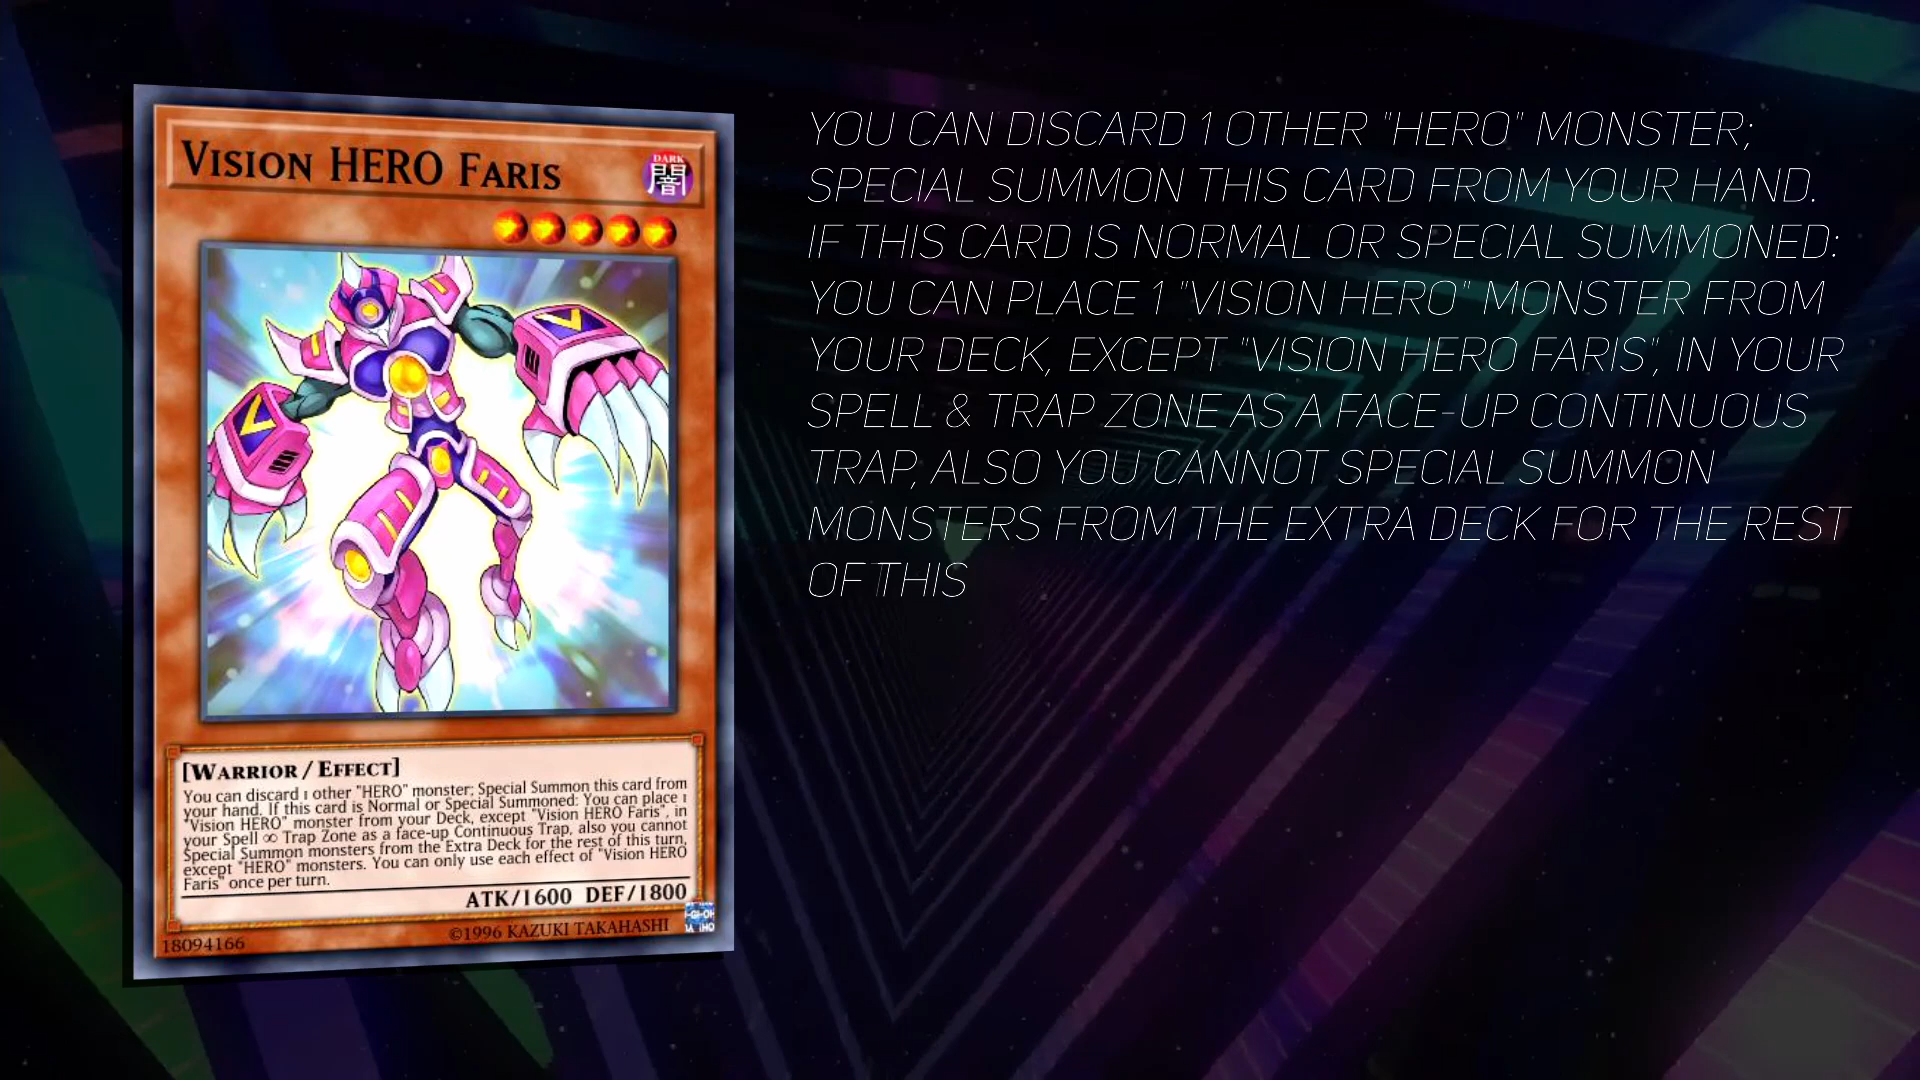 Vision HERO Faris
DARK
闇
[Warrior / Effect]
You can discard 1 other "HERO" monster; Special Summon this card from
your hand. If this card is Normal or Special Summoned: You can place 1
"Vision HERO" monster from your Deck, except "Vision HERO Faris", in
your Spell & Trap Zone as a face-up Continuous Trap, also you cannot
Special Summon monsters from the Extra Deck for the rest of this turn,
except "HERO" monsters. You can only use each effect of "Vision HERO
Faris" once per turn.
ATK/1600 DEF/1800
18094166
©1996 KAZUKI TAKAHASHI
YOU CAN DISCARD 1 OTHER "HERO" MONSTER;
SPECIAL SUMMON THIS CARD FROM YOUR HAND.
IF THIS CARD IS NORMAL OR SPECIAL SUMMONED:
YOU CAN PLACE 1 "VISION HERO" MONSTER FROM
YOUR DECK, EXCEPT "VISION HERO FARIS", IN YOUR
SPELL & TRAP ZONE AS A FACE-UP CONTINUOUS
TRAP, ALSO YOU CANNOT SPECIAL SUMMON
MONSTERS FROM THE EXTRA DECK FOR THE REST
OF THIS